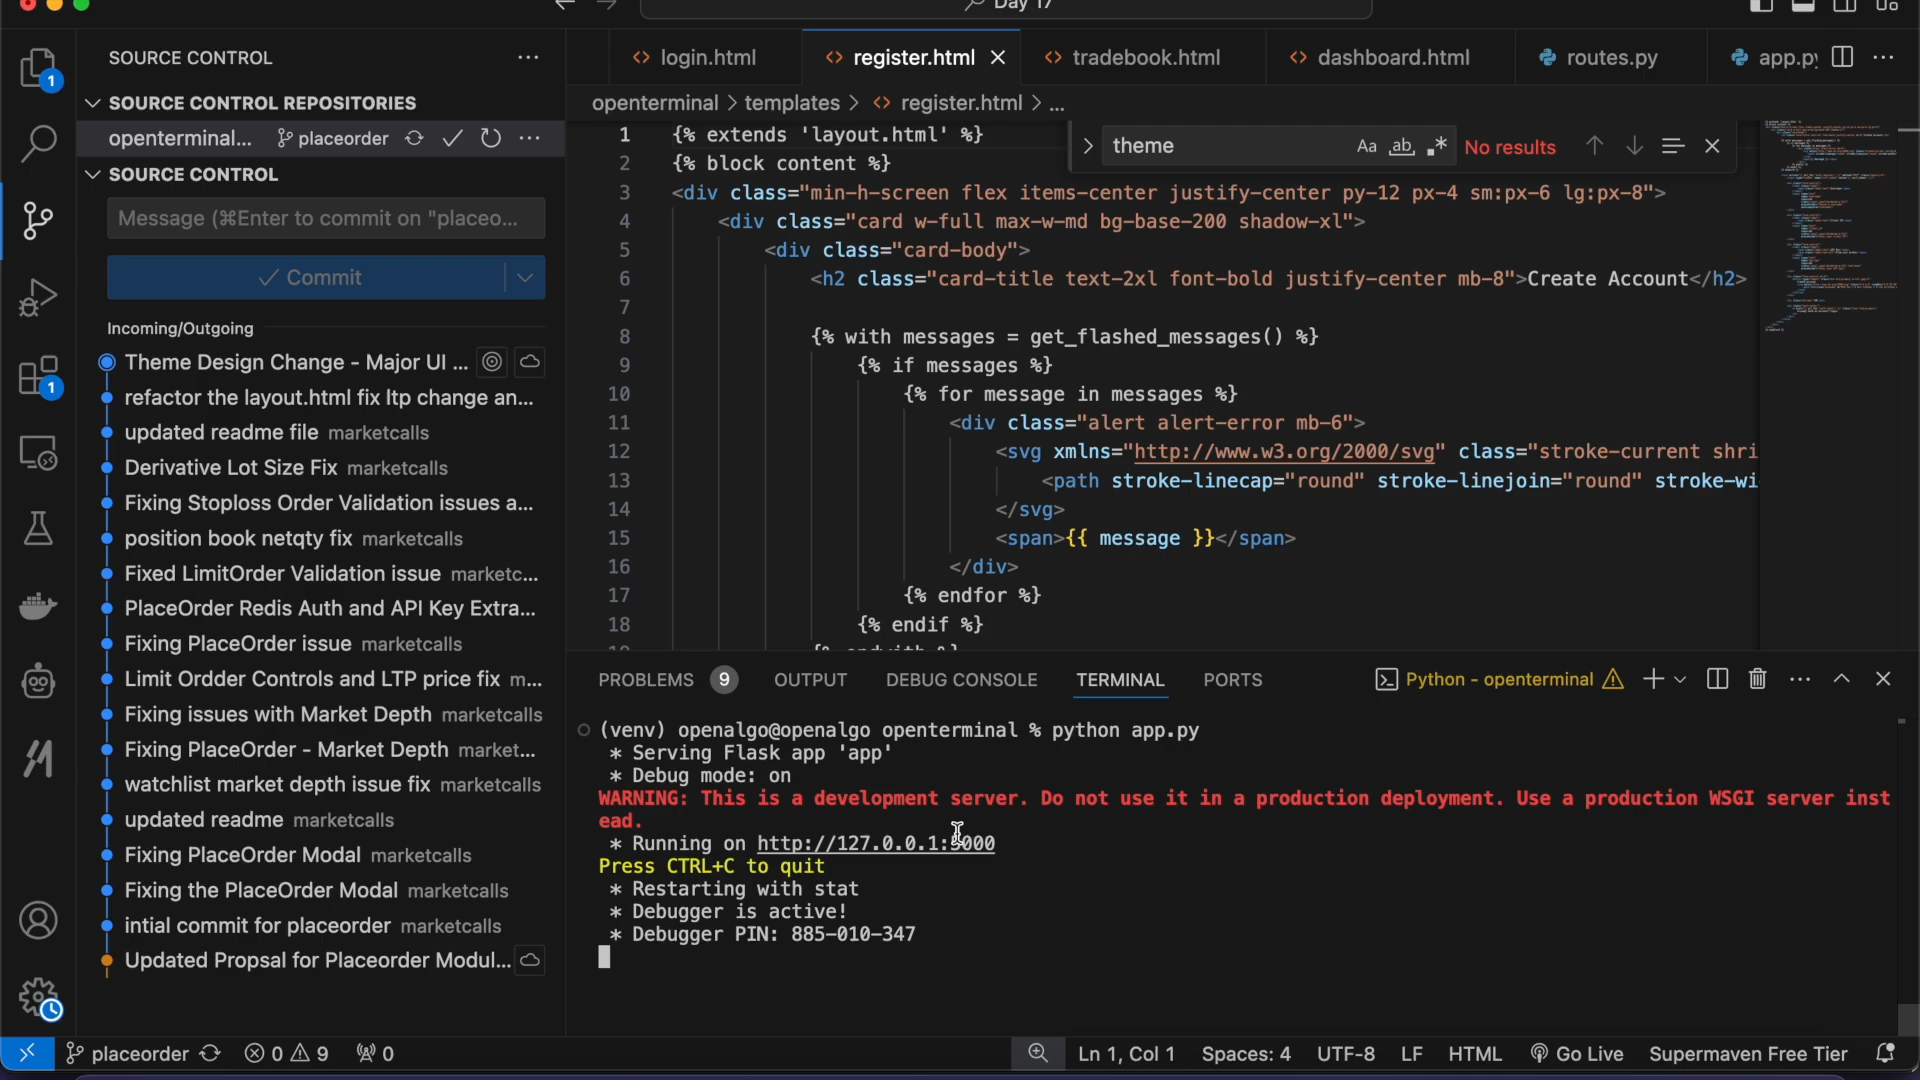 Day 17
SOURCE CONTROL
SOURCE CONTROL REPOSITORIES
openterminal... placeorder
SOURCE CONTROL
Message (⌘Enter to commit on "placeo...
Commit
Incoming/Outgoing
Theme Design Change - Major UI ...
refactor the layout.html fix ltp change an...
updated readme file marketcalls
Derivative Lot Size Fix marketcalls
Fixing Stoploss Order Validation issues a...
position book netqty fix marketcalls
Fixed LimitOrder Validation issue marketc...
PlaceOrder Redis Auth and API Key Extra...
Fixing PlaceOrder issue marketcalls
Limit Ordder Controls and LTP price fix m...
Fixing issues with Market Depth marketcalls
Fixing PlaceOrder - Market Depth market...
watchlist market depth issue fix marketcalls
updated readme marketcalls
Fixing PlaceOrder Modal marketcalls
Fixing the PlaceOrder Modal marketcalls
intial commit for placeorder marketcalls
Updated Propsal for Placeorder Modul...
1
1
login.html register.html tradebook.html dashboard.html routes.py app.py
openterminal > templates > register.html > ...
theme Aa ab No results
1 {% extends 'layout.html' %}
2 {% block content %}
3 <div class="min-h-screen flex items-center justify-center py-12 px-4 sm:px-6 lg:px-8">
4 <div class="card w-full max-w-md bg-base-200 shadow-xl">
5 <div class="card-body">
6 <h2 class="card-title text-2xl font-bold justify-center mb-8">Create Account</h2>
7
8 {% with messages = get_flashed_messages() %}
9 {% if messages %}
10 {% for message in messages %}
11 <div class="alert alert-error mb-6">
12 <svg xmlns="http://www.w3.org/2000/svg" class="stroke-current shri
13 <path stroke-linecap="round" stroke-linejoin="round" stroke-wi
14 </svg>
15 <span>{{ message }}</span>
16 </div>
17 {% endfor %}
18 {% endif %}
19 {% endwith %}
PROBLEMS 9 OUTPUT DEBUG CONSOLE TERMINAL PORTS Python - openterminal
(venv) openalgo@openalgo openterminal % python app.py
* Serving Flask app 'app'
* Debug mode: on
WARNING: This is a development server. Do not use it in a production deployment. Use a production WSGI server inst
ead.
* Running on http://127.0.0.1:5000
Press CTRL+C to quit
* Restarting with stat
* Debugger is active!
* Debugger PIN: 885-010-347
placeorder 0 9 0 Ln 1, Col 1 Spaces: 4 UTF-8 LF HTML Go Live Supermaven Free Tier